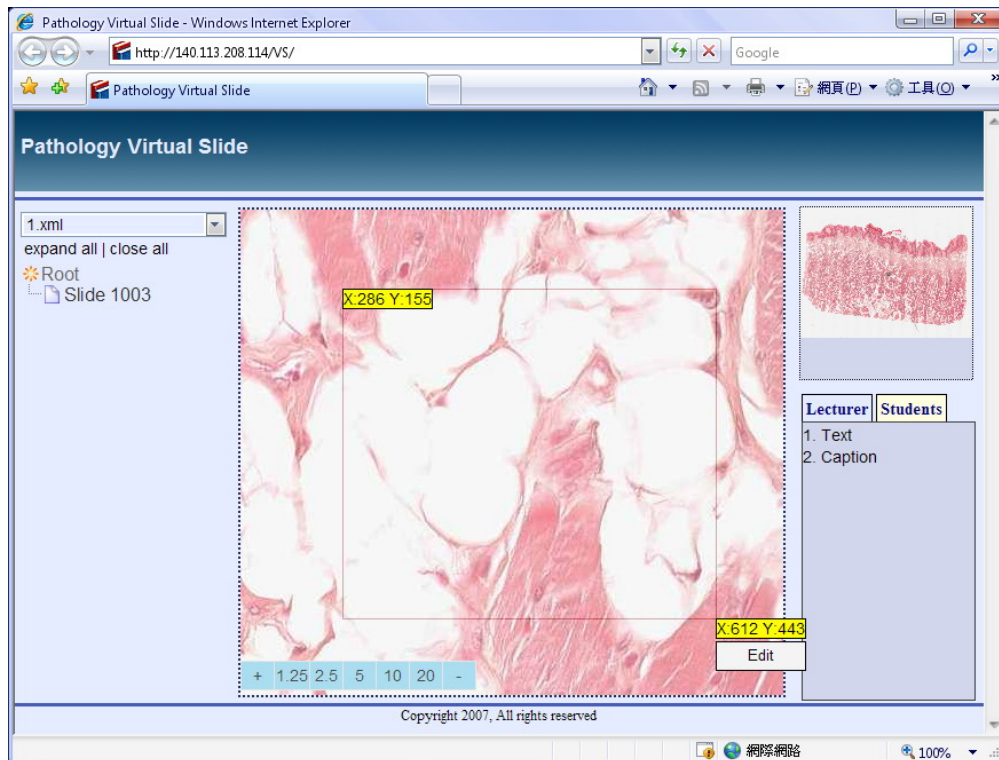 Pathology Virtual Slide - Windows Internet Explorer
http://140.113.208.114/VS/
Google
Pathology Virtual Slide
網頁(P)
工具(O)
Pathology Virtual Slide
1.xml
expand all | close all
Root
Slide 1003
X:286 Y:155
X:612 Y:443
Edit
+ 1.25 2.5 5 10 20 -
Lecturer Students
1. Text
2. Caption
Copyright 2007, All rights reserved
網際網路
100%